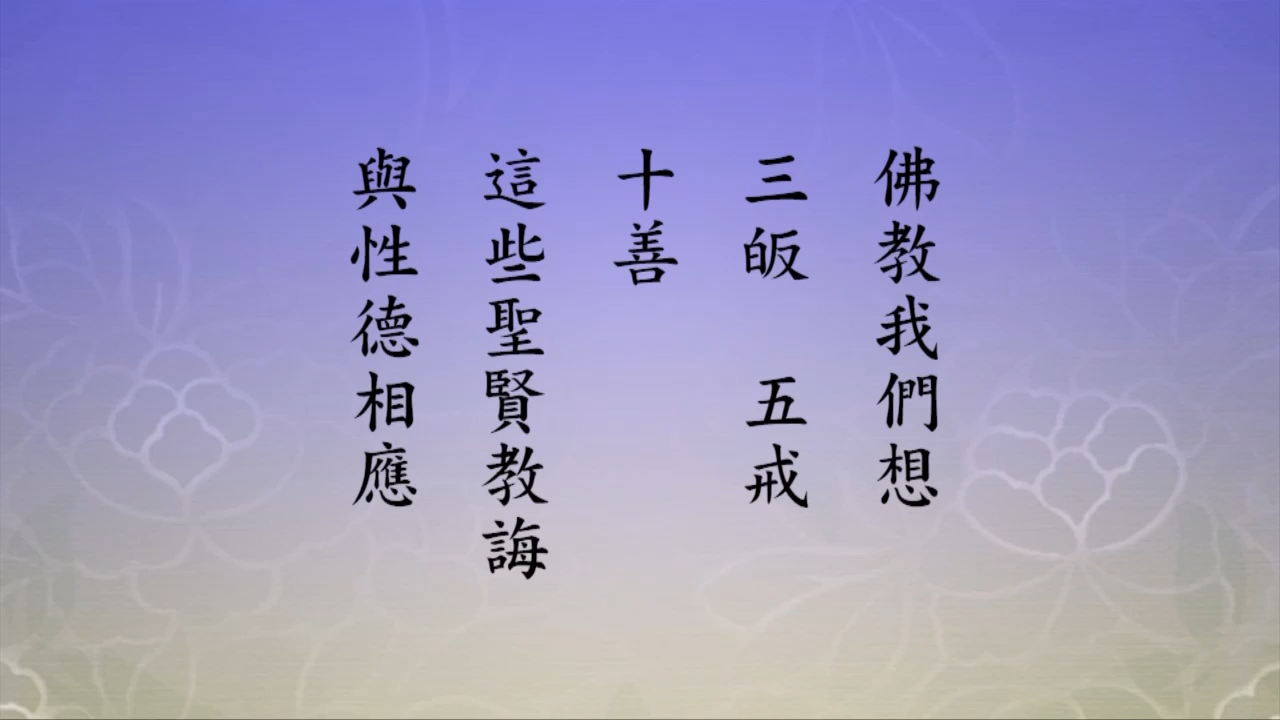 佛教我們想
三皈　五戒
十善
這些聖賢教誨
與性德相應